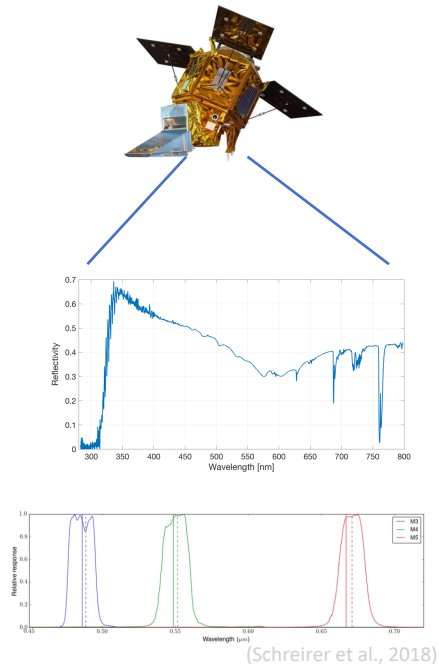 0.7
0.6
0.5
0.4
0.3
0.2
0.1
0
Reflectivity
300 350 400 450 500 550 600 650 700 750 800
Wavelength [nm]
1.0
0.8
0.6
0.4
0.2
0.0
Relative response
M3
M4
M5
0.45 0.50 0.55 0.60 0.65 0.70
Wavelength (μm)
(Schreirer et al., 2018)